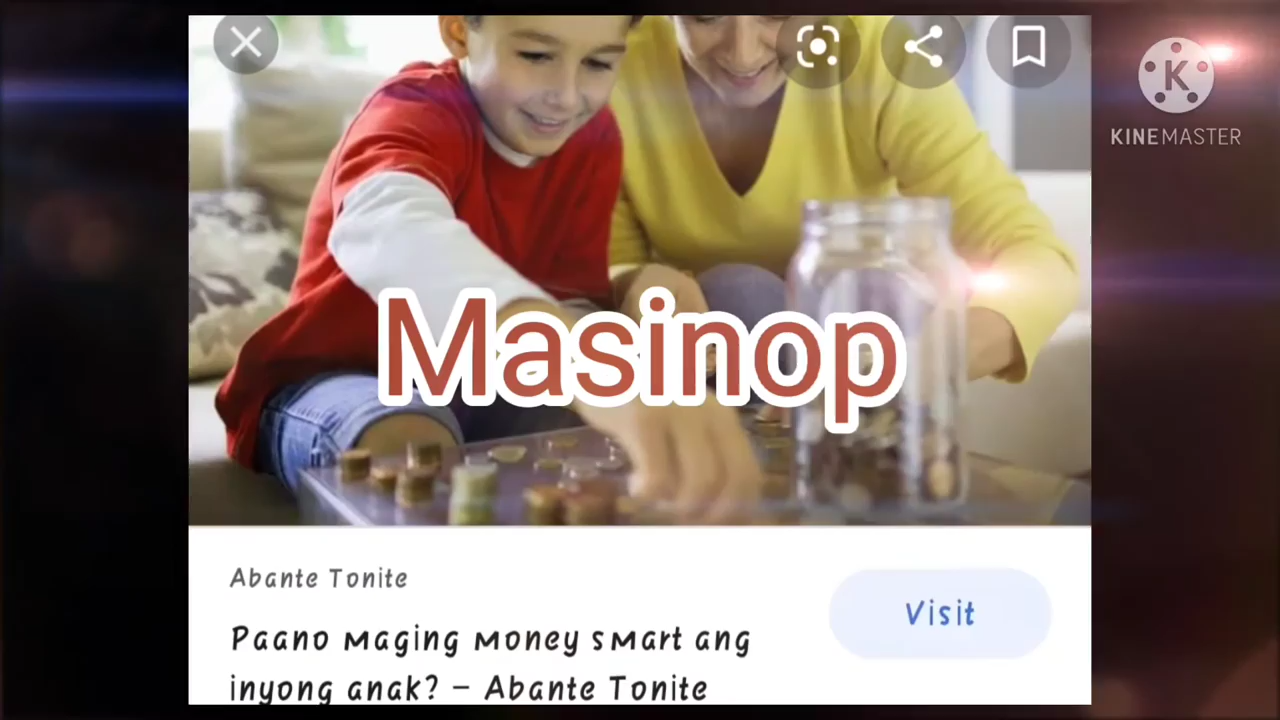 K
KINEMASTER
Masinop
Abante Tonite
Visit
Paano maging money smart ang
inyong anak? – Abante Tonite